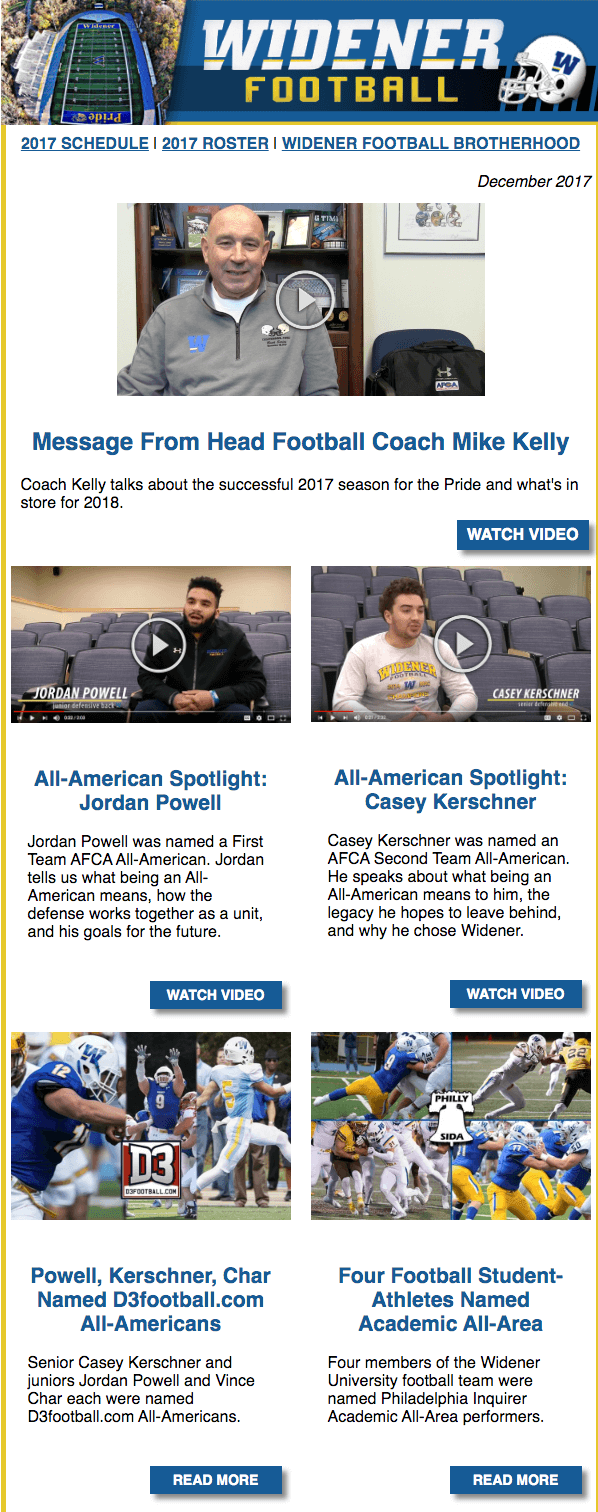 Widener
Pride
WIDENER
FOOTBALL
W
2017 SCHEDULE | 2017 ROSTER | WIDENER FOOTBALL BROTHERHOOD
December 2017
W
AFCA
Message From Head Football Coach Mike Kelly
Coach Kelly talks about the successful 2017 season for the Pride and what's in
store for 2018.
WATCH VIDEO
JORDAN POWELL
junior defensive back
WIDENER
FOOTBALL
W
CASEY KERSCHNER
senior defensive end
All-American Spotlight:
Jordan Powell
Jordan Powell was named a First
Team AFCA All-American. Jordan
tells us what being an All-
American means, how the
defense works together as a unit,
and his goals for the future.
WATCH VIDEO
All-American Spotlight:
Casey Kerschner
Casey Kerschner was named an
AFCA Second Team All-American.
He speaks about what being an
All-American means to him, the
legacy he hopes to leave behind,
and why he chose Widener.
WATCH VIDEO
W
12
9
5
D3
D3FOOTBALL.COM
9
22
PHILLY
SIDA
Powell, Kerschner, Char
Named D3football.com
All-Americans
Senior Casey Kerschner and
juniors Jordan Powell and Vince
Char each were named
D3football.com All-Americans.
READ MORE
Four Football Student-
Athletes Named
Academic All-Area
Four members of the Widener
University football team were
named Philadelphia Inquirer
Academic All-Area performers.
READ MORE